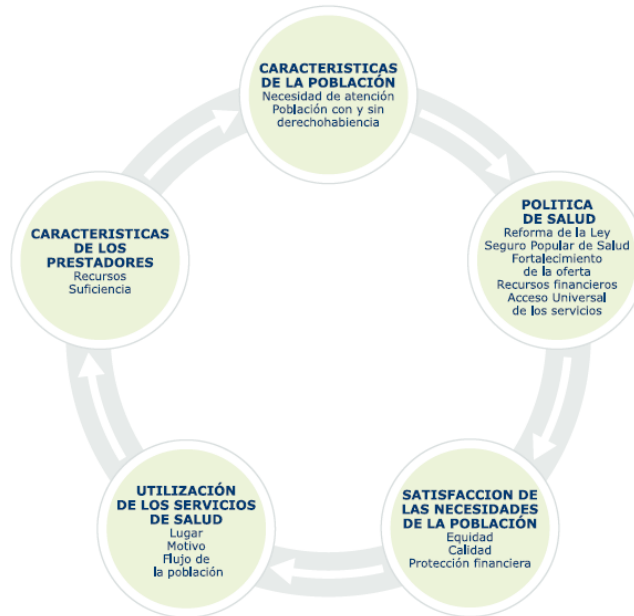 CARACTERISTICAS
DE LA POBLACIÓN
Necesidad de atención
Población con y sin
derechohabiencia
POLITICA
DE SALUD
Reforma de la Ley
Seguro Popular de Salud
Fortalecimiento
de la oferta
Recursos financieros
Acceso Universal
de los servicios
SATISFACCION DE
LAS NECESIDADES
DE LA POBLACIÓN
Equidad
Calidad
Protección financiera
UTILIZACIÓN
DE LOS SERVICIOS
DE SALUD
Lugar
Motivo
Flujo de
la población
CARACTERISTICAS
DE LOS
PRESTADORES
Recursos
Suficiencia